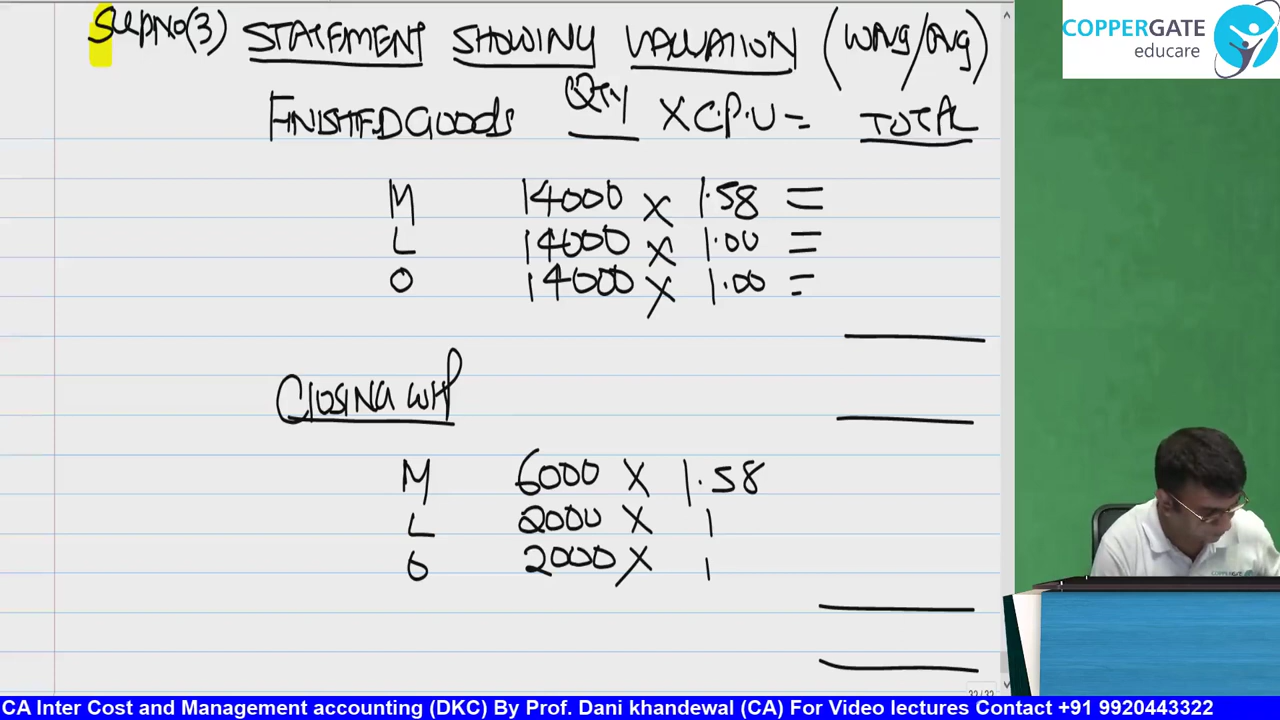 Step No (3) STATEMENT SHOWING VALUATION (WAvg/Avg)
FINISHED GOODS QTY X C.P.U = TOTAL
M 14000 X 1.58 =
L 14000 X 1.00 =
O 14000 X 1.00 =
CLOSING WIP
M 6000 X 1.58
L 2000 X 1
O 2000 X 1
COPPERGATE
educare
CA Inter Cost and Management accounting (DKC) By Prof. Dani khandewal (CA) For Video lectures Contact +91 9920443322